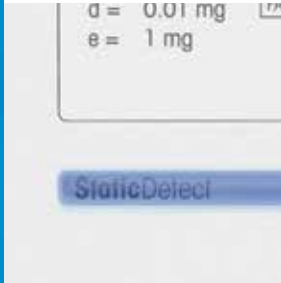 d = 0.01 mg
e = 1 mg
StaticDetect